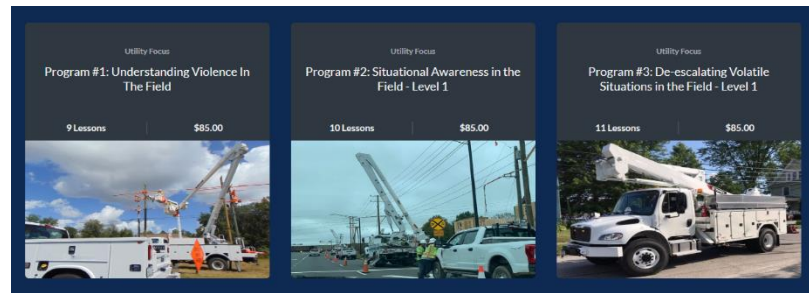 Utility Focus
Program #1: Understanding Violence In
The Field
9 Lessons
$85.00
Utility Focus
Program #2: Situational Awareness in the
Field - Level 1
10 Lessons
$85.00
Utility Focus
Program #3: De-escalating Volatile
Situations in the Field - Level 1
11 Lessons
$85.00